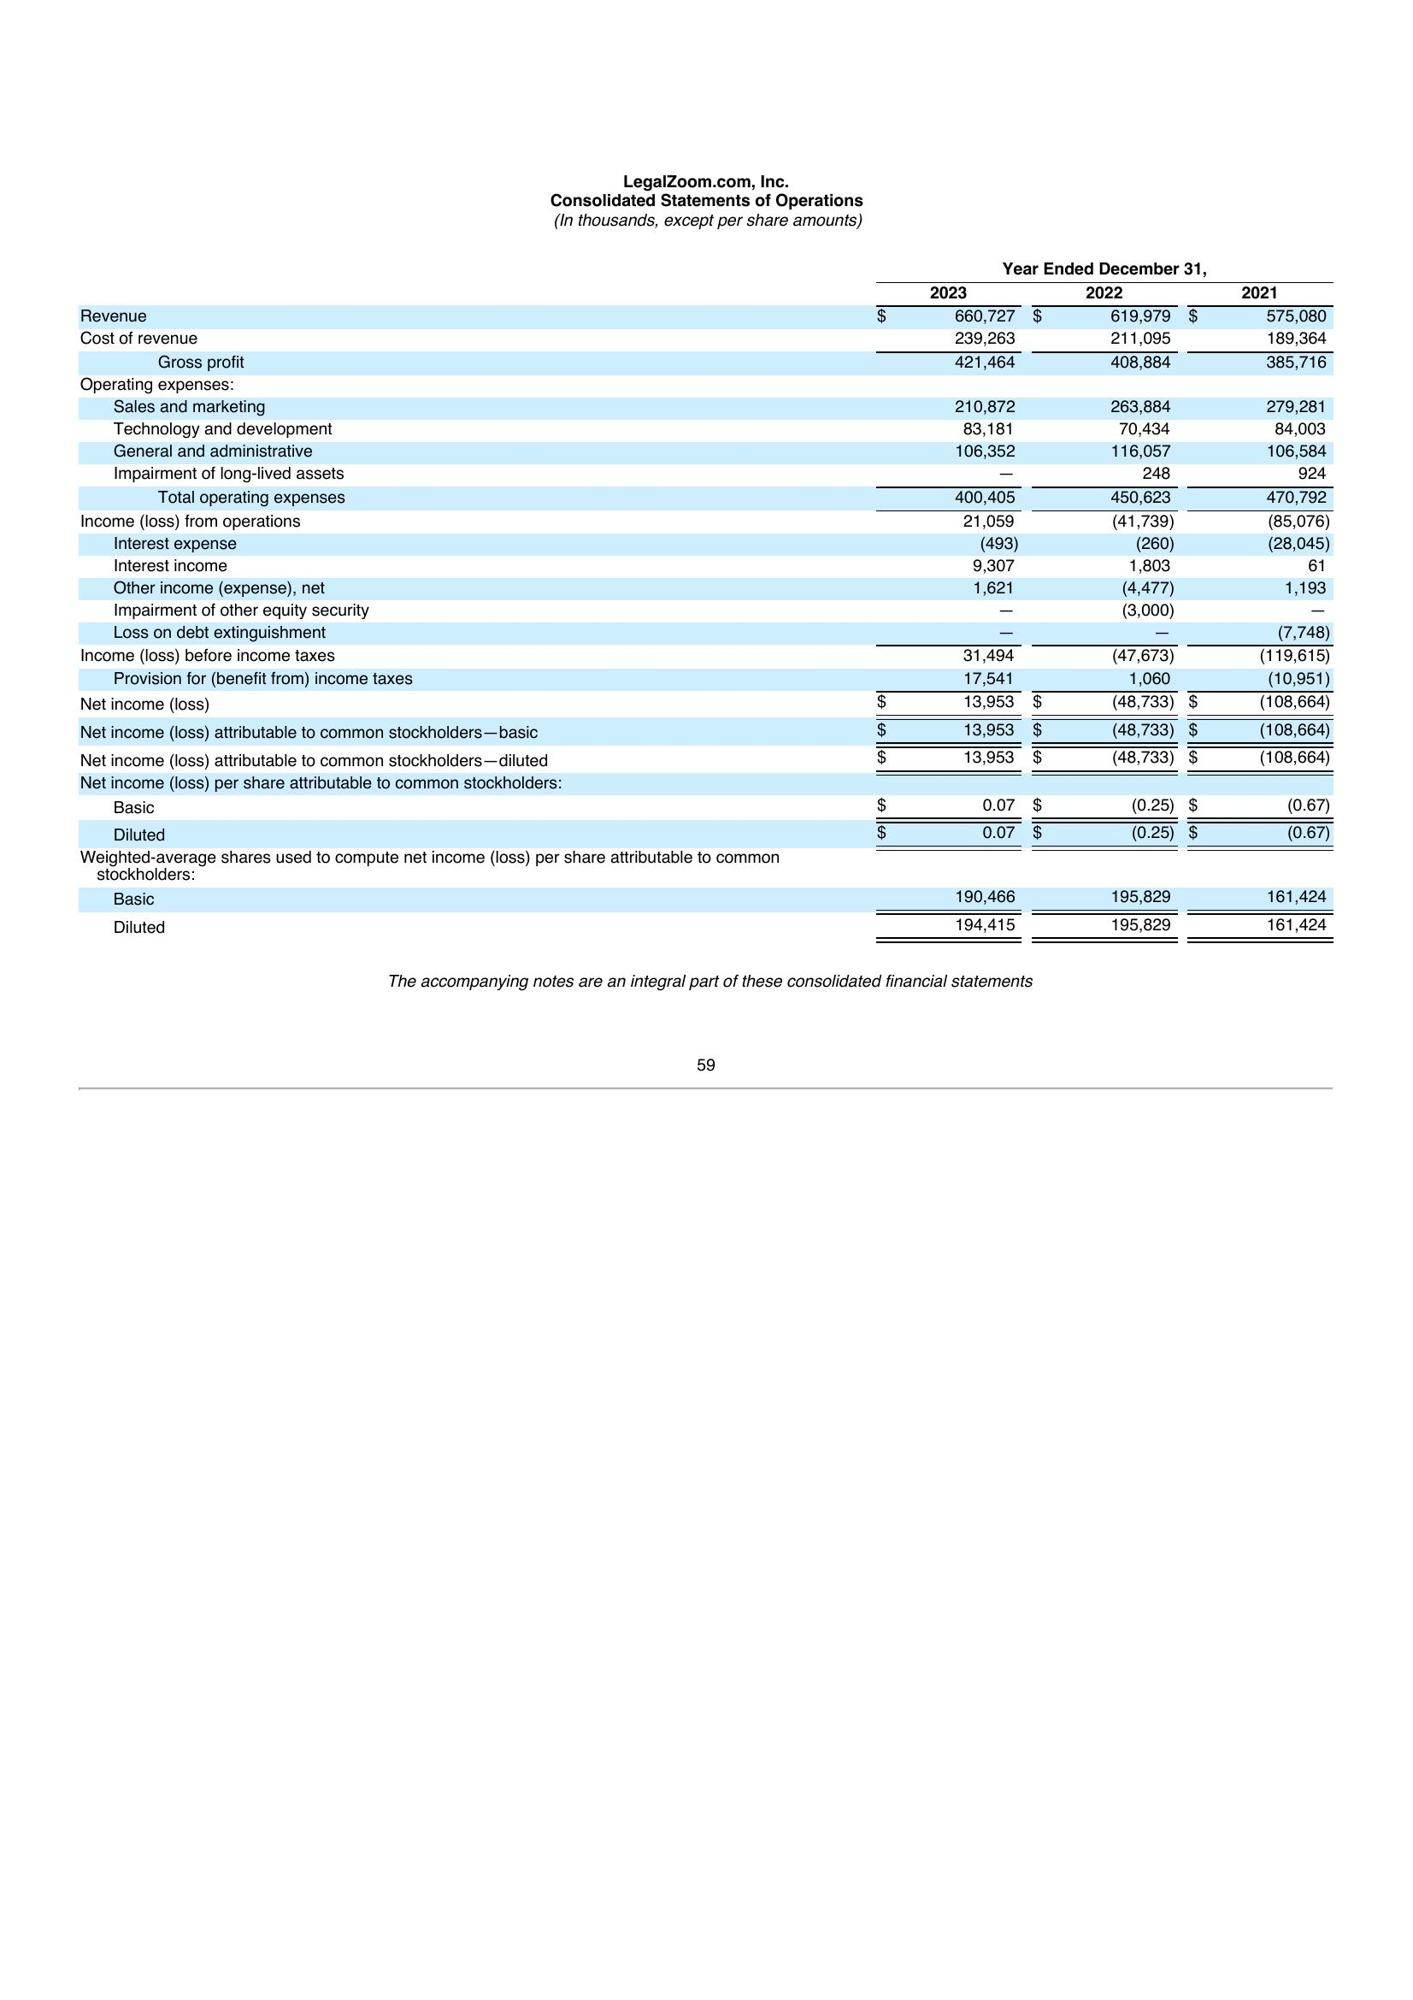 LegalZoom.com, Inc.
Consolidated Statements of Operations
(In thousands, except per share amounts)
Year Ended December 31,
2023 2022 2021
Revenue $ 660,727 $ 619,979 $ 575,080
Cost of revenue 239,263 211,095 189,364
Gross profit 421,464 408,884 385,716
Operating expenses:
Sales and marketing 210,872 263,884 279,281
Technology and development 83,181 70,434 84,003
General and administrative 106,352 116,057 106,584
Impairment of long-lived assets — 248 924
Total operating expenses 400,405 450,623 470,792
Income (loss) from operations 21,059 (41,739) (85,076)
Interest expense (493) (260) (28,045)
Interest income 9,307 1,803 61
Other income (expense), net 1,621 (4,477) 1,193
Impairment of other equity security — (3,000) —
Loss on debt extinguishment — — (7,748)
Income (loss) before income taxes 31,494 (47,673) (119,615)
Provision for (benefit from) income taxes 17,541 1,060 (10,951)
Net income (loss) $ 13,953 $ (48,733) $ (108,664)
Net income (loss) attributable to common stockholders—basic $ 13,953 $ (48,733) $ (108,664)
Net income (loss) attributable to common stockholders—diluted $ 13,953 $ (48,733) $ (108,664)
Net income (loss) per share attributable to common stockholders:
Basic $ 0.07 $ (0.25) $ (0.67)
Diluted $ 0.07 $ (0.25) $ (0.67)
Weighted-average shares used to compute net income (loss) per share attributable to common
stockholders:
Basic 190,466 195,829 161,424
Diluted 194,415 195,829 161,424
The accompanying notes are an integral part of these consolidated financial statements
59